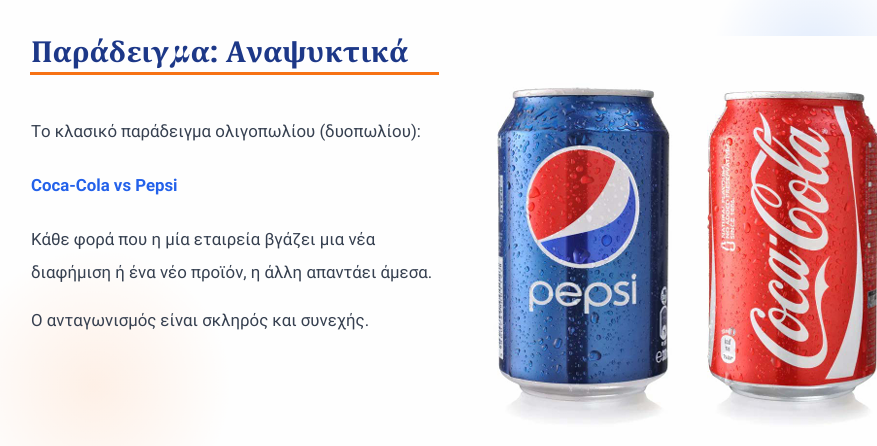 Παράδειγμα: Αναψυκτικά
Το κλασικό παράδειγμα ολιγοπωλίου (δυοπωλίου):
Coca-Cola vs Pepsi
Κάθε φορά που η μία εταιρεία βγάζει μια νέα
διαφήμιση ή ένα νέο προϊόν, η άλλη απαντάει άμεσα.
Ο ανταγωνισμός είναι σκληρός και συνεχής.
pepsi
Coca-Cola